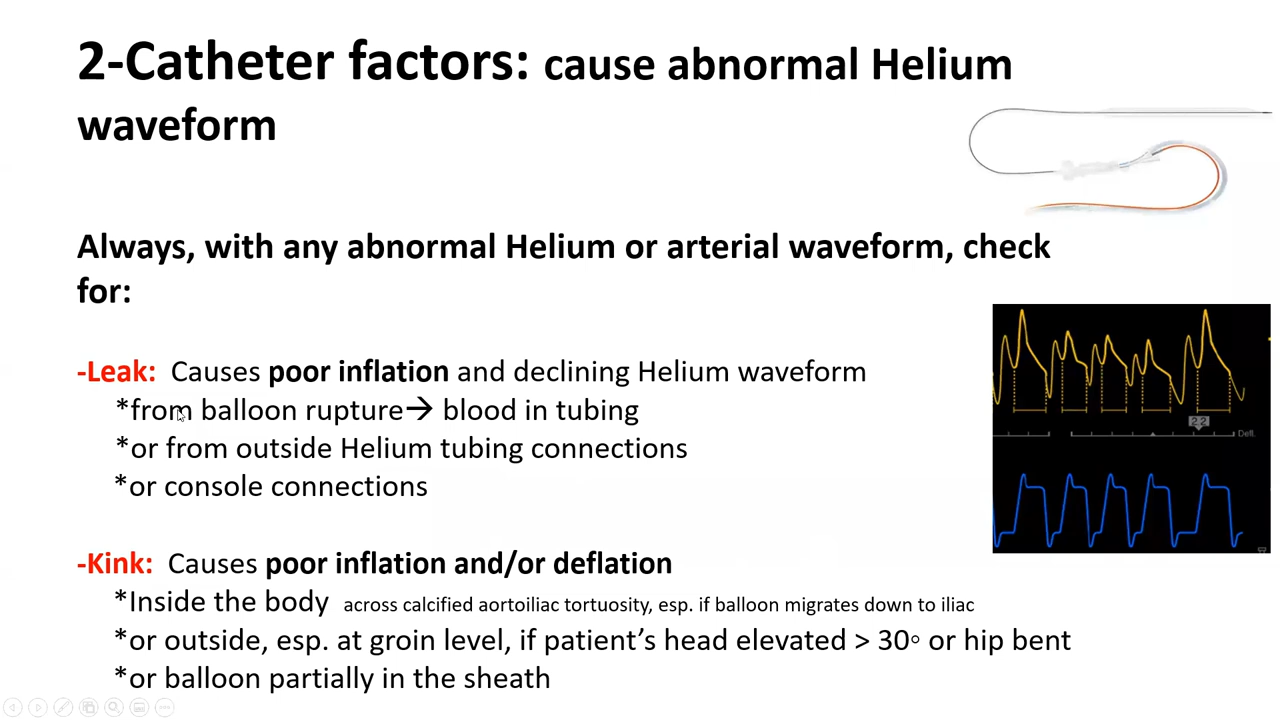 2-Catheter factors: cause abnormal Helium
waveform
Always, with any abnormal Helium or arterial waveform, check
for:
-Leak: Causes poor inflation and declining Helium waveform
*from balloon rupture→ blood in tubing
*or from outside Helium tubing connections
*or console connections
22
Defl.
-Kink: Causes poor inflation and/or deflation
*Inside the body across calcified aortoiliac tortuosity, esp. if balloon migrates down to iliac
*or outside, esp. at groin level, if patient’s head elevated > 30◦ or hip bent
*or balloon partially in the sheath